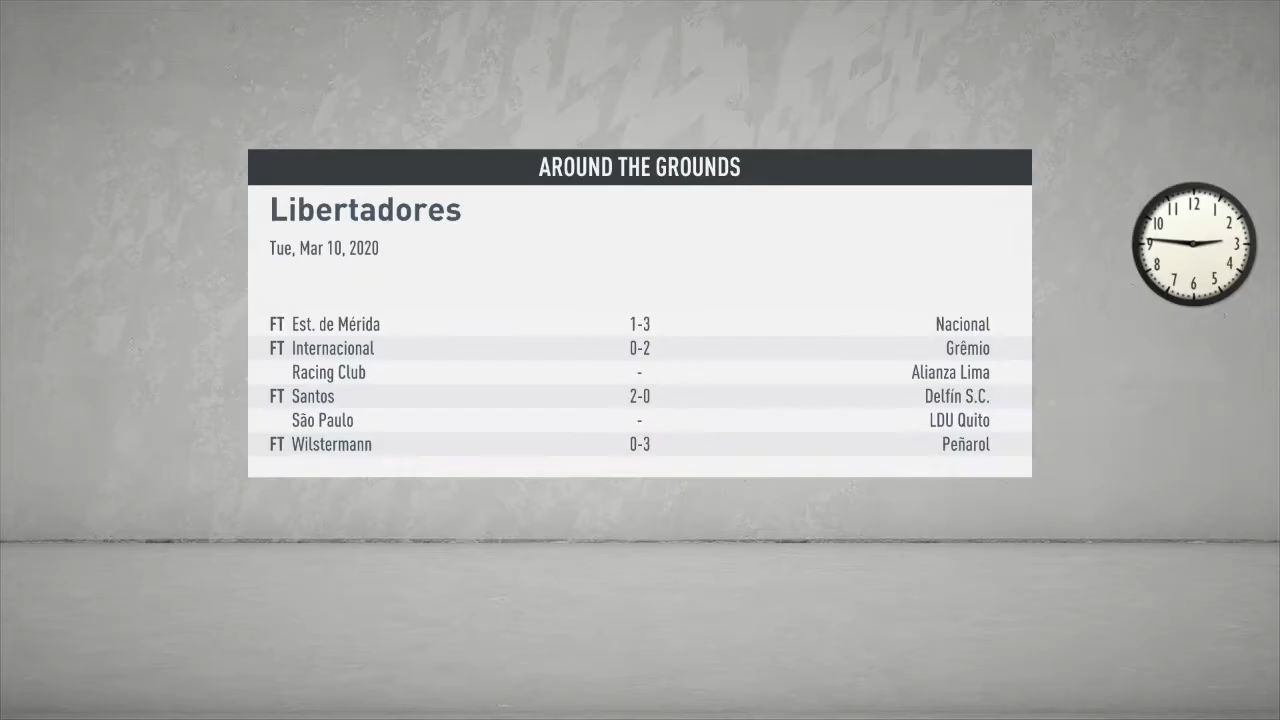 AROUND THE GROUNDS
Libertadores
Tue, Mar 10, 2020
FT Est. de Mérida 1-3 Nacional
FT Internacional 0-2 Grêmio
Racing Club - Alianza Lima
FT Santos 2-0 Delfín S.C.
São Paulo - LDU Quito
FT Wilstermann 0-3 Peñarol
12
11 1
10 2
9 3
8 4
7 5
6